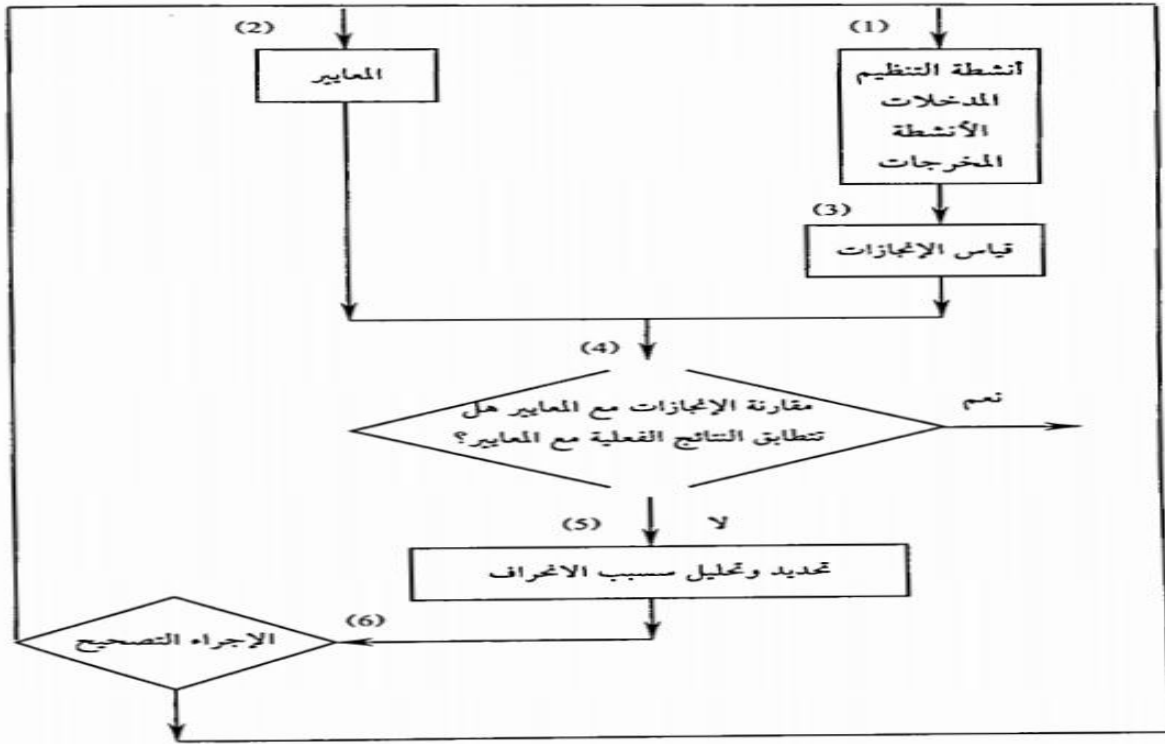 (1)
أنشطة التنظيم
المدخلات
الأنشطة
المخرجات
(2)
المعايير
(3)
قياس الإنجازات
(4)
مقارنة الإنجازات مع المعايير هل
تتطابق النتائج الفعلية مع المعايير؟
نعم
لا
(5)
تحديد وتحليل سبب الانحراف
(6)
الإجراء التصحيح